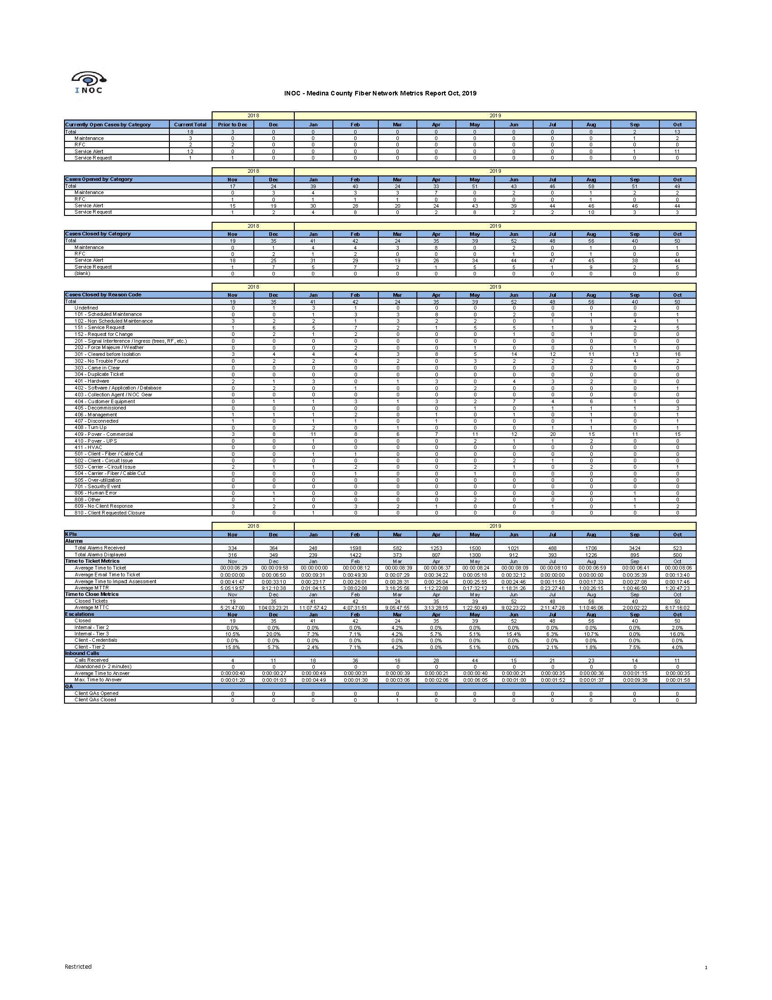 INOC
INOC - Medina County Fiber Network Metrics Report Oct, 2019
2018 2019
Currently Open Cases by Category Current Total Prior to Dec Dec Jan Feb Mar Apr May Jun Jul Aug Sep Oct
Total 18 3 0 0 0 0 0 0 0 0 0 2 13
Maintenance 3 0 0 0 0 0 0 0 0 0 0 1 2
RFC 2 2 0 0 0 0 0 0 0 0 0 0 0
Service Alert 12 0 0 0 0 0 0 0 0 0 0 1 11
Service Request 1 1 0 0 0 0 0 0 0 0 0 0 0
2018 2019
Cases Opened by Category Nov Dec Jan Feb Mar Apr May Jun Jul Aug Sep Oct
Total 17 24 39 40 24 33 51 43 46 58 51 49
Maintenance 0 3 4 3 3 7 0 2 0 1 2 2
RFC 1 0 1 1 1 0 0 0 0 1 0 0
Service Alert 15 19 30 28 20 24 43 39 44 46 46 44
Service Request 1 2 4 8 0 2 8 2 2 10 3 3
2018 2019
Cases Closed by Category Nov Dec Jan Feb Mar Apr May Jun Jul Aug Sep Oct
Total 19 35 41 42 24 35 39 52 48 56 40 50
Maintenance 0 1 4 4 3 8 0 2 0 1 0 1
RFC 0 2 1 2 0 0 0 1 0 1 0 0
Service Alert 18 25 31 29 19 26 34 44 47 45 38 44
Service Request 1 7 5 7 2 1 5 5 1 9 2 5
(blank) 0 0 0 0 0 0 0 0 0 0 0 0
2018 2019
Cases Closed by Reason Code Nov Dec Jan Feb Mar Apr May Jun Jul Aug Sep Oct
Total 19 35 41 42 24 35 39 52 48 56 40 50
Undefined 0 1 3 1 0 0 0 0 0 0 0 0
101 - Scheduled Maintenance 0 0 1 3 3 8 0 2 0 1 0 1
102 - Non Scheduled Maintenance 3 2 2 1 3 2 2 0 1 1 4 1
151 - Service Request 1 6 5 7 2 1 5 5 1 9 2 5
152 - Request for Change 0 2 1 2 0 0 0 1 0 1 0 0
201 - Signal Interference / Ingress (trees, RF, etc.) 0 0 0 0 0 0 0 0 0 0 0 0
202 - Force Majeure / Weather 0 0 0 2 0 0 1 0 0 0 1 0
301 - Cleared before Isolation 3 4 4 4 3 8 5 14 12 11 13 16
302 - No Trouble Found 0 2 2 0 2 0 3 2 2 2 4 2
303 - Came in Clear 0 0 0 0 0 0 0 0 0 0 0 0
304 - Duplicate Ticket 0 0 0 0 0 0 0 0 0 0 0 0
401 - Hardware 2 1 3 0 1 3 0 4 3 2 0 0
402 - Software / Application / Database 0 2 0 1 0 0 2 0 0 0 0 1
403 - Collection Agent / NOC Gear 0 0 0 0 0 0 0 0 0 0 0 0
404 - Customer Equipment 0 1 1 3 1 3 2 7 4 6 1 0
405 - Decommissioned 0 0 0 0 0 0 1 0 1 1 1 3
406 - Management 1 1 1 2 0 1 0 1 0 1 0 1
407 - Disconnected 1 0 1 1 0 1 0 0 0 1 0 1
408 - Turn Up 0 0 2 0 1 0 0 0 1 1 0 1
409 - Power - Commercial 3 8 11 8 6 7 11 12 20 15 11 15
410 - Power - UPS 0 0 1 0 0 0 2 1 1 2 0 0
411 - HVAC 0 0 0 0 0 0 0 0 0 0 0 0
501 - Client - Fiber / Cable Cut 0 0 1 1 0 0 0 0 0 0 0 0
502 - Client - Circuit Issue 0 0 0 0 0 0 0 2 1 0 0 0
503 - Carrier - Circuit Issue 2 1 1 2 0 0 2 1 0 2 0 1
504 - Carrier - Fiber / Cable Cut 0 0 0 1 0 0 1 0 0 0 0 0
505 - Over-utilization 0 0 0 0 0 0 0 0 0 0 0 0
701 - Security Event 0 0 0 0 0 0 0 0 0 0 0 0
806 - Human Error 0 1 0 0 0 0 0 0 0 0 1 0
808 - Other 0 1 0 0 0 0 2 0 0 0 1 0
809 - No Client Response 3 2 0 3 2 1 0 0 1 0 1 2
810 - Client Requested Closure 0 0 1 0 0 0 0 0 0 0 0 0
2018 2019
KPIs Nov Dec Jan Feb Mar Apr May Jun Jul Aug Sep Oct
Alarms
Total Alarms Received 334 364 248 1598 582 1253 1500 1021 488 1706 3424 523
Total Alarms Displayed 316 349 239 1422 373 807 1300 912 393 1226 895 500
Time to Ticket Metrics Nov Dec Jan Feb Mar Apr May Jun Jul Aug Sep Oct
Average Time to Ticket 00:00:06:29 00:00:09:58 00:00:00:00 00:00:08:12 00:00:08:39 00:00:06:37 00:00:08:24 00:00:08:09 00:00:08:10 00:00:06:59 00:00:06:41 00:00:08:06
Average Email Time to Ticket 0:00:00:00 0:00:06:50 0:00:09:31 0:00:49:30 0:00:07:29 0:00:34:22 0:00:05:18 0:00:32:12 0:00:00:00 0:00:00:00 0:00:35:39 0:00:13:40
Average Time to Impact Assessment 0:00:41:47 0:00:33:10 0:00:23:17 0:00:26:01 0:00:28:31 0:00:25:04 0:00:25:55 0:00:24:46 0:00:11:50 0:00:17:33 0:00:27:08 0:00:17:46
Average MTTR 5:05:19:57 9:12:10:38 0:01:04:15 3:08:02:08 3:16:25:56 1:12:22:08 0:17:32:12 1:18:31:26 0:23:27:48 1:00:26:15 1:00:46:50 1:20:47:23
Time to Close Metrics Nov Dec Jan Feb Mar Apr May Jun Jul Aug Sep Oct
Closed Tickets 19 35 41 42 24 35 39 52 48 56 40 50
Average MTTC 5:21:47:00 104:03:23:21 11:07:57:42 4:07:31:51 9:05:47:55 3:13:28:15 1:22:50:49 9:02:23:22 2:11:47:28 1:10:46:06 2:00:02:22 6:17:16:02
Escalations Nov Dec Jan Feb Mar Apr May Jun Jul Aug Sep Oct
Closed 19 35 41 42 24 35 39 52 48 56 40 50
Internal - Tier 2 0.0% 0.0% 0.0% 0.0% 4.2% 0.0% 0.0% 0.0% 0.0% 0.0% 0.0% 2.0%
Internal - Tier 3 10.5% 20.0% 7.3% 7.1% 4.2% 5.7% 5.1% 15.4% 6.3% 10.7% 0.0% 16.0%
Client - Credentials 0.0% 0.0% 0.0% 0.0% 0.0% 0.0% 0.0% 0.0% 0.0% 0.0% 0.0% 0.0%
Client - Tier 2 15.8% 5.7% 2.4% 7.1% 4.2% 0.0% 5.1% 0.0% 2.1% 1.8% 7.5% 4.0%
Inbound Calls
Calls Received 4 11 18 36 16 28 44 15 21 23 14 11
Abandoned (> 2 minutes) 0 0 0 0 0 0 0 0 0 0 0 0
Average Time to Answer 0:00:00:40 0:00:00:27 0:00:00:49 0:00:00:31 0:00:00:39 0:00:00:21 0:00:00:40 0:00:00:21 0:00:00:35 0:00:00:36 0:00:01:15 0:00:00:35
Max. Time to Answer 0:00:01:20 0:00:01:03 0:00:04:49 0:00:01:30 0:00:03:06 0:00:02:06 0:00:06:05 0:00:01:00 0:00:01:52 0:00:01:37 0:00:09:38 0:00:01:58
QA
Client QAs Opened 0 0 0 0 0 0 0 0 0 0 0 0
Client QAs Closed 0 0 0 0 1 0 0 0 0 0 0 0
Restricted 1